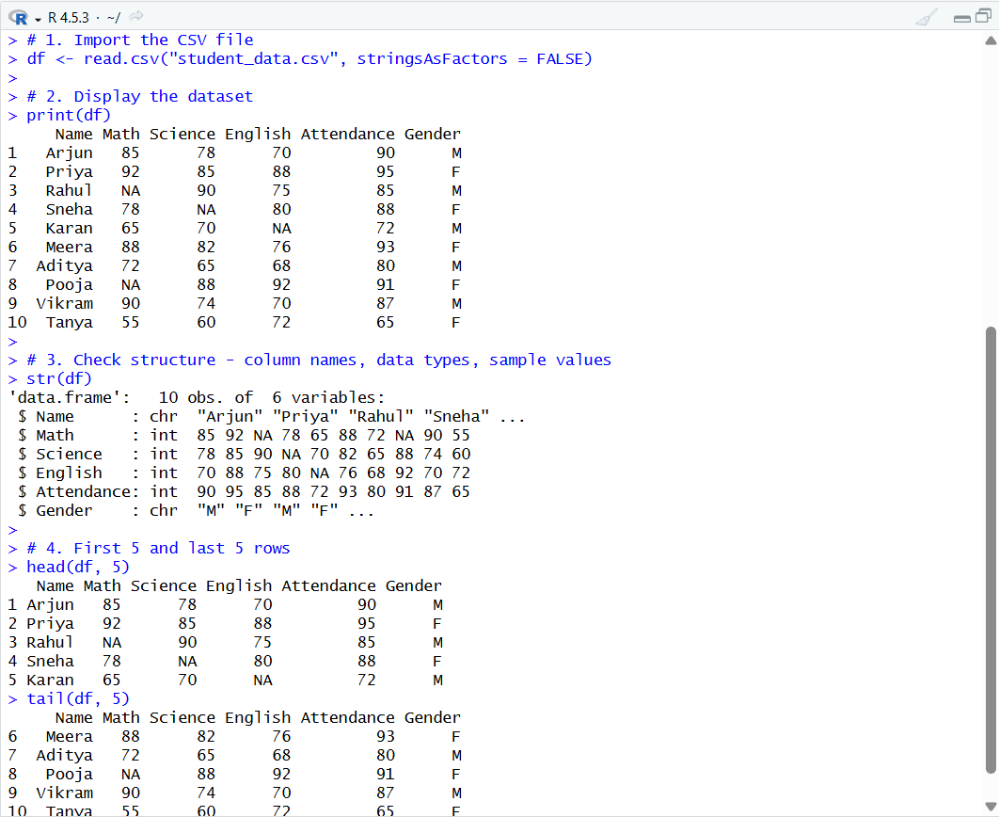 R 4.5.3 · ~/
> # 1. Import the CSV file
> df <- read.csv("student_data.csv", stringsAsFactors = FALSE)
>
> # 2. Display the dataset
> print(df)
     Name Math Science English Attendance Gender
1   Arjun   85      78      70         90      M
2   Priya   92      85      88         95      F
3   Rahul   NA      90      75         85      M
4   Sneha   78      NA      80         88      F
5   Karan   65      70      NA         72      M
6   Meera   88      82      76         93      F
7  Aditya   72      65      68         80      M
8   Pooja   NA      88      92         91      F
9  Vikram   90      74      70         87      M
10  Tanya   55      60      72         65      F
>
> # 3. Check structure - column names, data types, sample values
> str(df)
'data.frame':   10 obs. of  6 variables:
 $ Name      : chr  "Arjun" "Priya" "Rahul" "Sneha" ...
 $ Math      : int  85 92 NA 78 65 88 72 NA 90 55
 $ Science   : int  78 85 90 NA 70 82 65 88 74 60
 $ English   : int  70 88 75 80 NA 76 68 92 70 72
 $ Attendance: int  90 95 85 88 72 93 80 91 87 65
 $ Gender    : chr  "M" "F" "M" "F" ...
>
> # 4. First 5 and last 5 rows
> head(df, 5)
   Name Math Science English Attendance Gender
1 Arjun   85      78      70         90      M
2 Priya   92      85      88         95      F
3 Rahul   NA      90      75         85      M
4 Sneha   78      NA      80         88      F
5 Karan   65      70      NA         72      M
> tail(df, 5)
     Name Math Science English Attendance Gender
6   Meera   88      82      76         93      F
7  Aditya   72      65      68         80      M
8   Pooja   NA      88      92         91      F
9  Vikram   90      74      70         87      M
10  Tanya   55      60      72         65      F